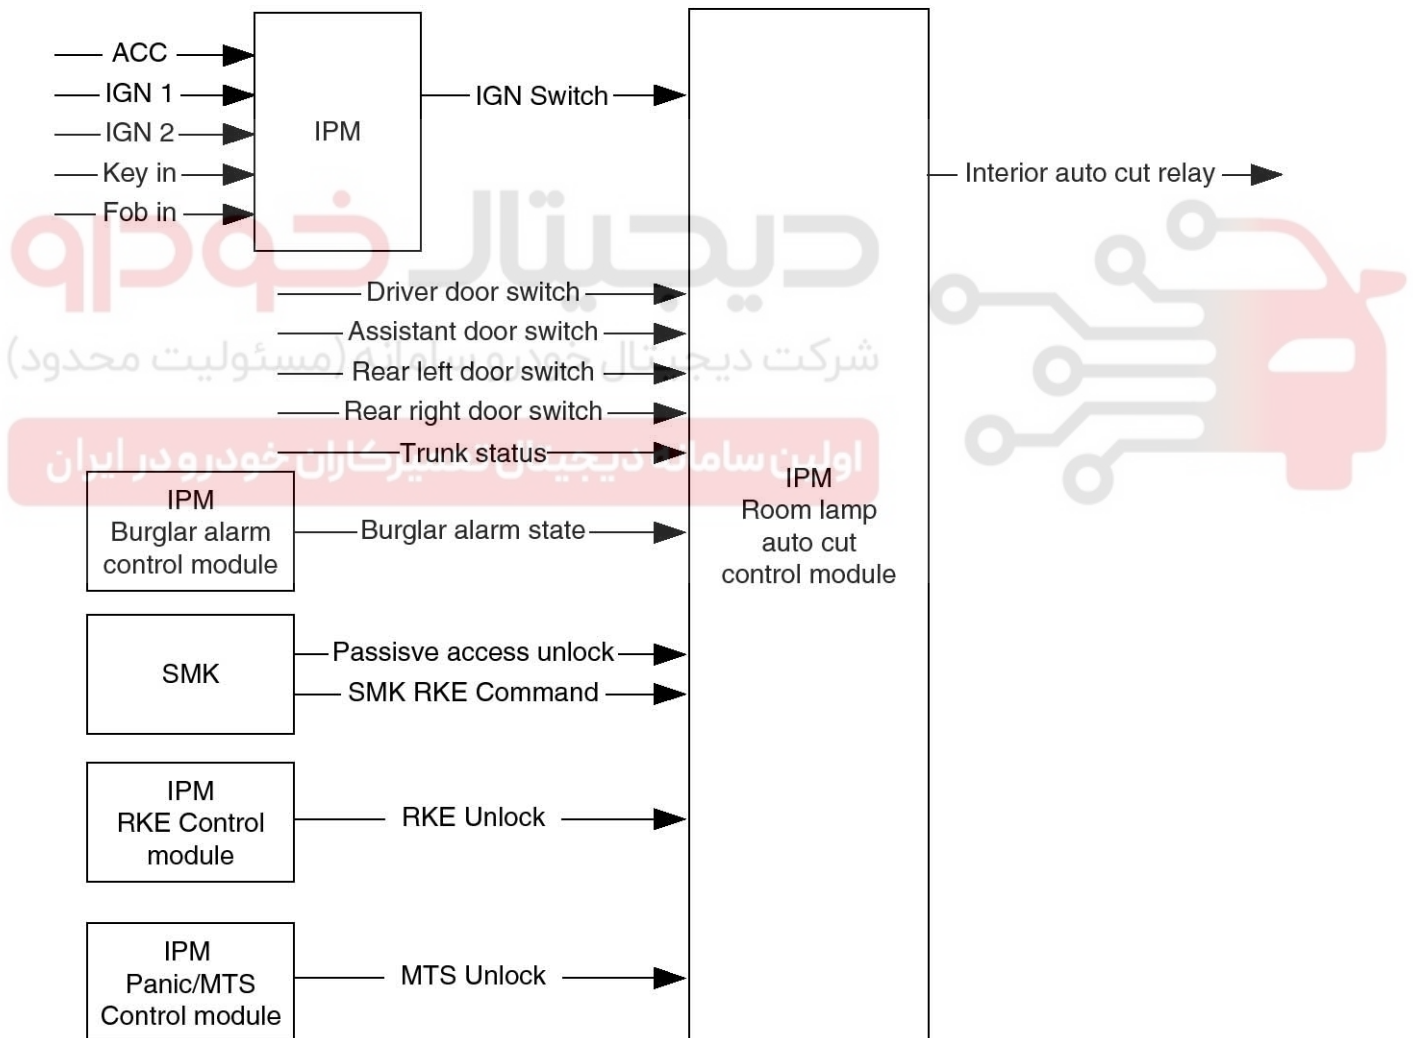 ACC
IGN 1
IGN 2
Key in
Fob in
IPM
IGN Switch
Interior auto cut relay
دیجیتال خودرو
شرکت دیجیتال خودرو سامانه (مسئولیت محدود)
اولین سامانه دیجیتال تعمیرکاران خودرو در ایران
Driver door switch
Assistant door switch
Rear left door switch
Rear right door switch
Trunk status
IPM
Burglar alarm
control module
Burglar alarm state
IPM
Room lamp
auto cut
control module
SMK
Passisve access unlock
SMK RKE Command
IPM
RKE Control
module
RKE Unlock
IPM
Panic/MTS
Control module
MTS Unlock